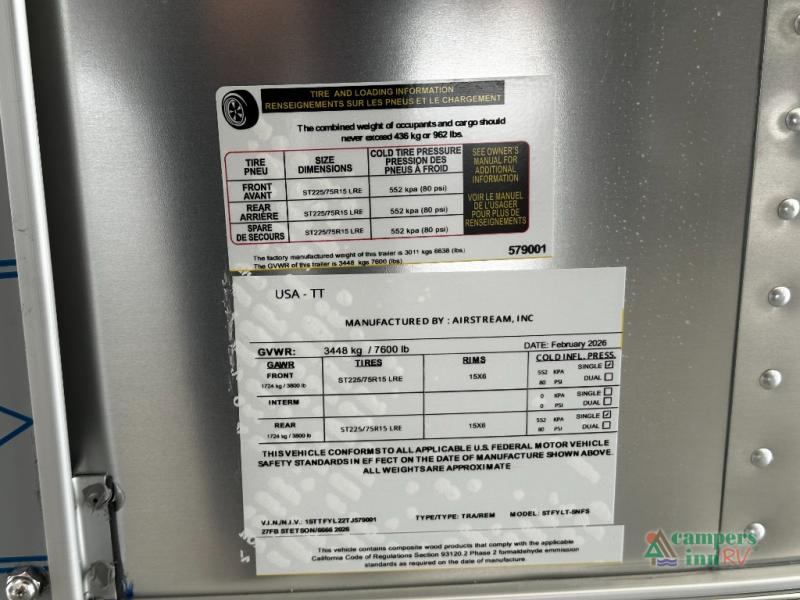 TIRE AND LOADING INFORMATION
RENSEIGNEMENTS SUR LES PNEUS ET LE CHARGEMENT
The combined weight of occupants and cargo should
never exceed 436 kg or 962 lbs.
TIRE PNEU SIZE DIMENSIONS COLD TIRE PRESSURE PRESSION DES PNEUS À FROID
FRONT AVANT ST225/75R15 LRE 552 kpa (80 psi)
REAR ARRIÈRE ST225/75R15 LRE 552 kpa (80 psi)
SPARE DE SECOURS ST225/75R15 LRE 552 kpa (80 psi)
SEE OWNER'S
MANUAL FOR
ADDITIONAL
INFORMATION
VOIR LE MANUEL
DE L'USAGER
POUR PLUS DE
RENSEIGNEMENTS
The factory manufactured weight of this trailer is 3011 kgs 6638 (lbs).
The GVWR of this trailer is 3448 kgs 7600 (lbs)
579001
USA - TT
MANUFACTURED BY : AIRSTREAM, INC
DATE: February 2026
GVWR: 3448 kg / 7600 lb
GAWR TIRES RIMS COLD INFL. PRESS.
FRONT ST225/75R15 LRE 15X6 552 KPA SINGLE ☑
1724 kg / 3800 lb 80 PSI DUAL ☐
INTERM 0 KPA SINGLE ☐
0 PSI DUAL ☐
REAR ST225/75R15 LRE 15X6 552 KPA SINGLE ☑
1724 kg / 3800 lb 80 PSI DUAL ☐
THIS VEHICLE CONFORMS TO ALL APPLICABLE U.S. FEDERAL MOTOR VEHICLE
SAFETY STANDARDS IN EF FECT ON THE DATE OF MANUFACTURE SHOWN ABOVE.
ALL WEIGHTS ARE APPROXIMATE
V.I.N./N.I.V.: 1STTFYL22TJ579001 TYPE/TYPE: TRA/REM MODEL: STFYLT-8NFS
27FB STETSON/6666 2026
This vehicle contains composite wood products that comply with the applicable
California Code of Regulations Section 93120.2 Phase 2 formaldehyde emmission
standards as required on the date of manufacture.
campers
inn RV